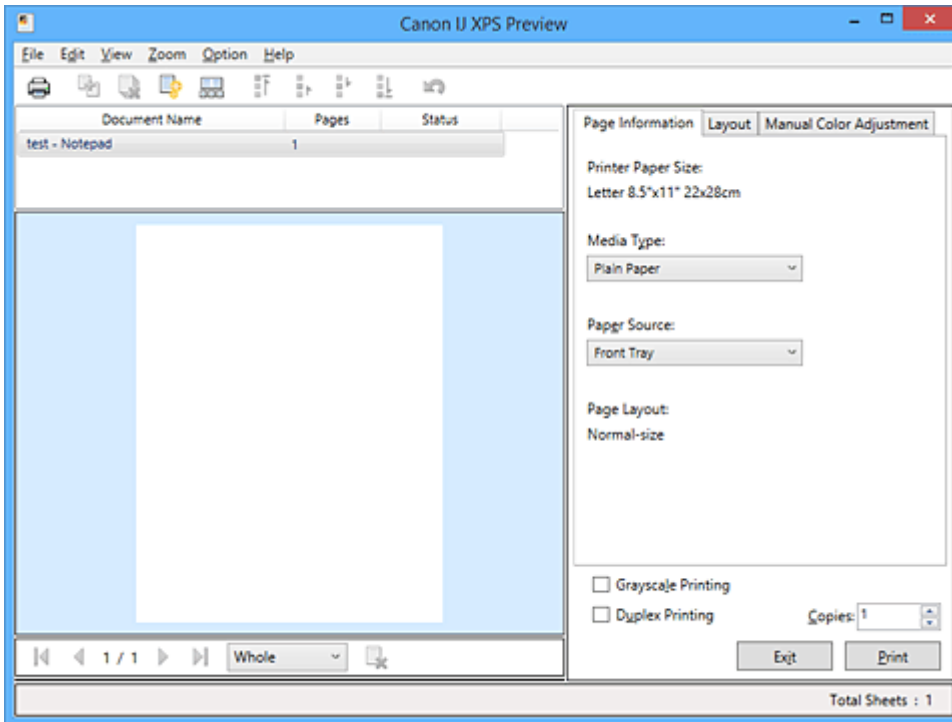 Canon IJ XPS Preview
File Edit View Zoom Option Help
Document Name Pages Status
test - Notepad 1
Page Information Layout Manual Color Adjustment
Printer Paper Size:
Letter 8.5"x11" 22x28cm
Media Type:
Plain Paper
Paper Source:
Front Tray
Page Layout:
Normal-size
Grayscale Printing
Duplex Printing Copies: 1
1 / 1 Whole
Exit Print
Total Sheets : 1